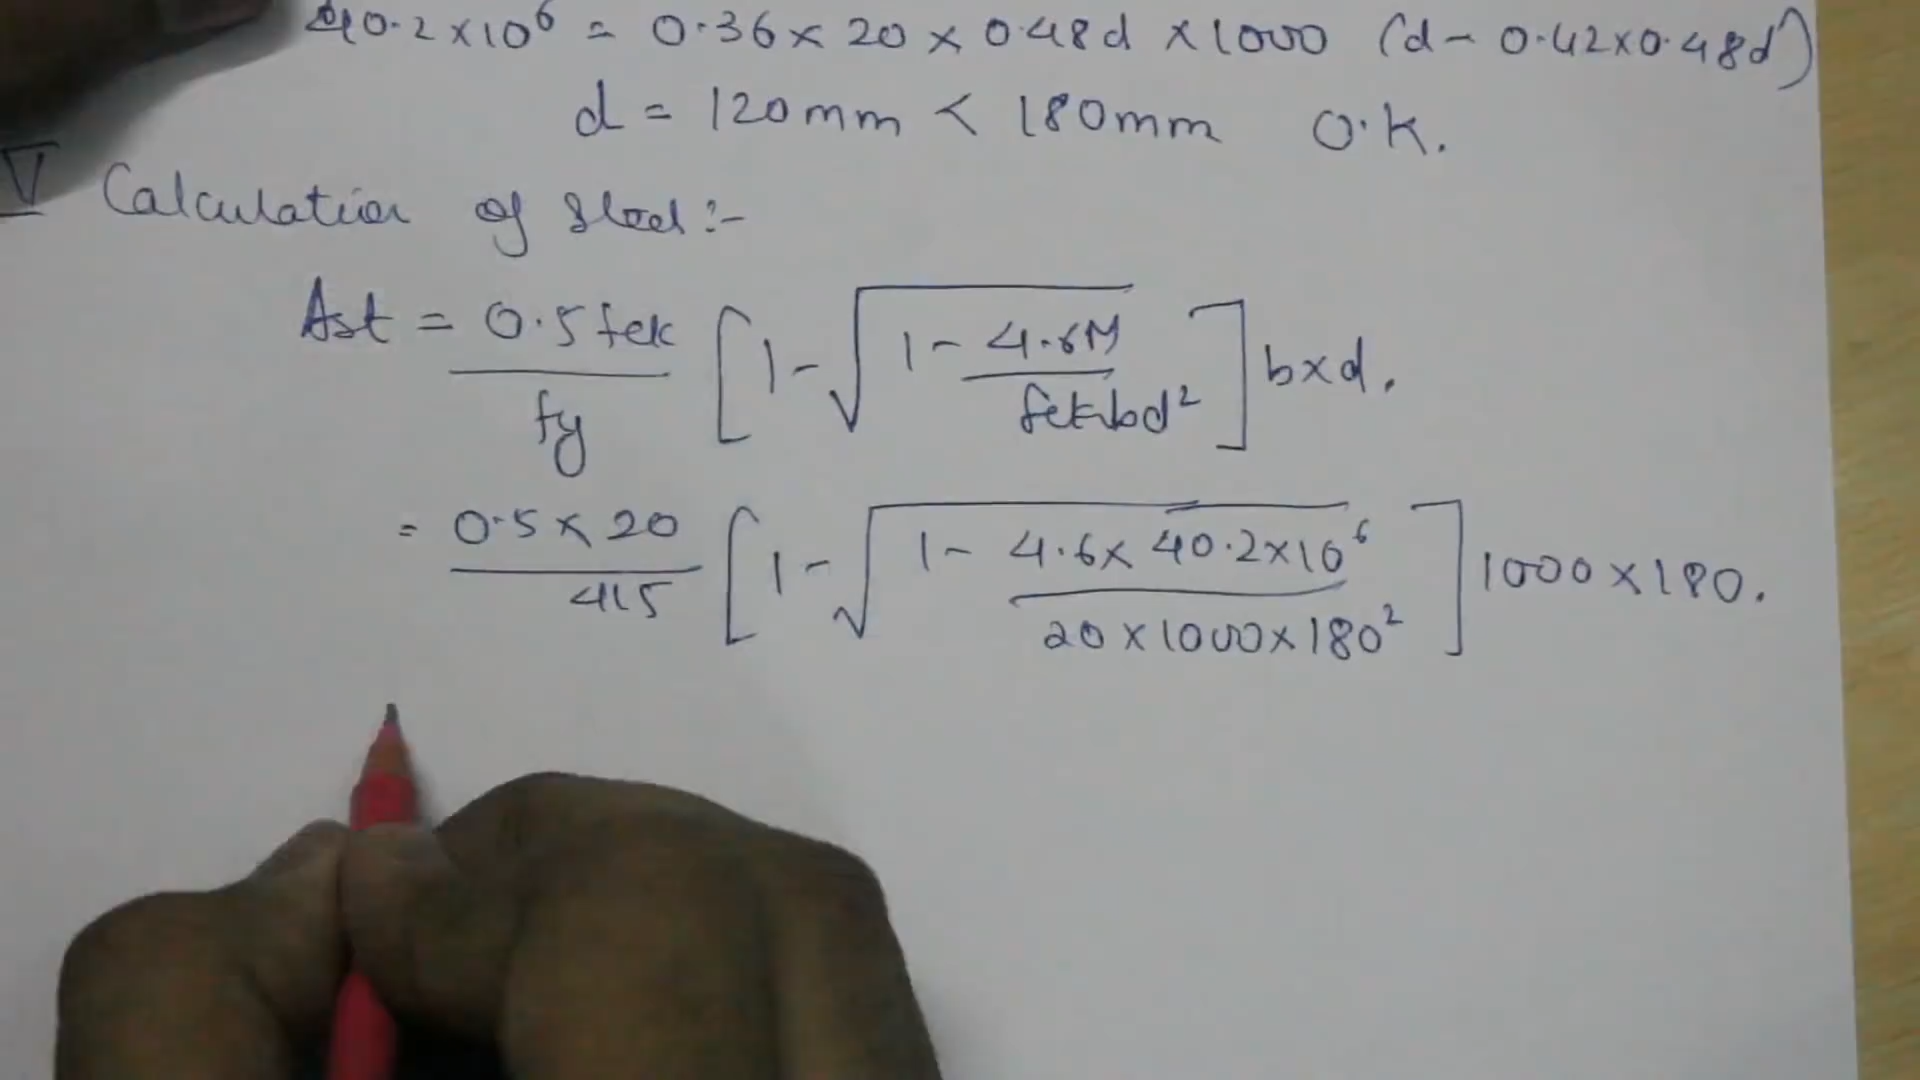 40.2×10⁶ = 0.36× 20 × 0.48d ×1000 (d- 0.42×0.48d)
d = 120mm < 180mm O.K.
V Calculation of Steel:-
Ast = 0.5fck/fy [1-√(1-4.6M/fckbd²)] b×d.
= 0.5×20/415 [1-√(1-4.6×40.2×10⁶/20×1000×180²)] 1000×180.